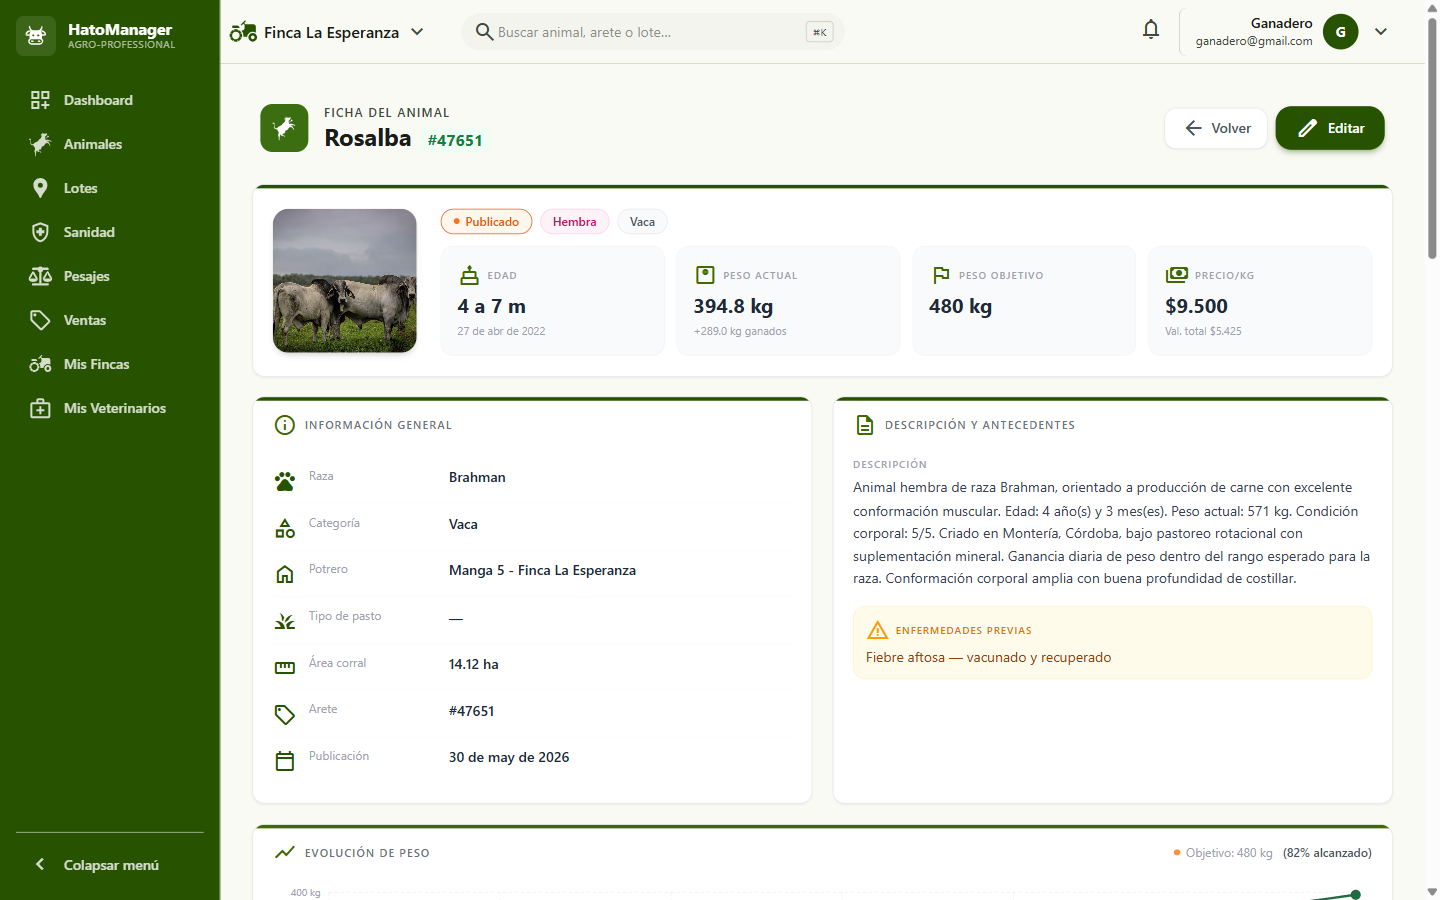 HatoManager
AGRO-PROFESSIONAL
Dashboard
Animales
Lotes
Sanidad
Pesajes
Ventas
Mis Fincas
Mis Veterinarios
Colapsar menú
Finca La Esperanza
Buscar animal, arete o lote...
⌘K
Ganadero
ganadero@gmail.com
G
FICHA DEL ANIMAL
Rosalba #47651
Volver
Editar
Publicado
Hembra
Vaca
EDAD
4 a 7 m
27 de abr de 2022
PESO ACTUAL
394.8 kg
+289.0 kg ganados
PESO OBJETIVO
480 kg
PRECIO/KG
$9.500
Val. total $5.425
INFORMACIÓN GENERAL
Raza Brahman
Categoría Vaca
Potrero Manga 5 - Finca La Esperanza
Tipo de pasto —
Área corral 14.12 ha
Arete #47651
Publicación 30 de may de 2026
DESCRIPCIÓN Y ANTECEDENTES
DESCRIPCIÓN
Animal hembra de raza Brahman, orientado a producción de carne con excelente
conformación muscular. Edad: 4 año(s) y 3 mes(es). Peso actual: 571 kg. Condición
corporal: 5/5. Criado en Montería, Córdoba, bajo pastoreo rotacional con
suplementación mineral. Ganancia diaria de peso dentro del rango esperado para la
raza. Conformación corporal amplia con buena profundidad de costillar.
ENFERMEDADES PREVIAS
Fiebre aftosa — vacunado y recuperado
EVOLUCIÓN DE PESO
Objetivo: 480 kg (82% alcanzado)
400 kg